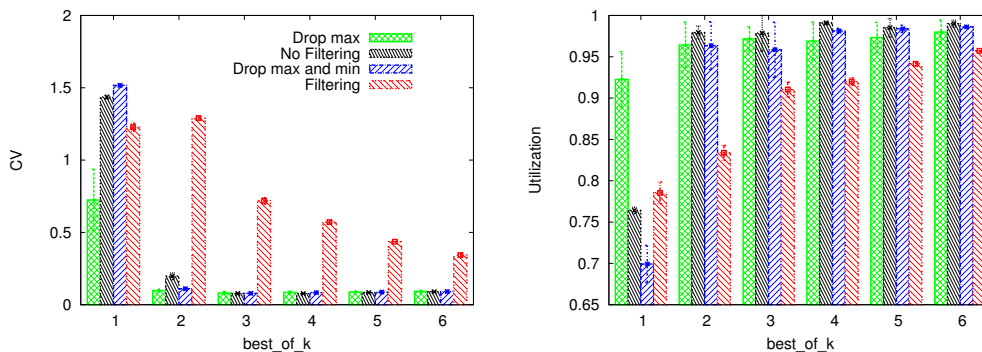 2
1.5
1
0.5
0
CV
1 2 3 4 5 6
best_of_k
Drop max
No Filtering
Drop max and min
Filtering
1
0.95
0.9
0.85
0.8
0.75
0.7
0.65
Utilization
1 2 3 4 5 6
best_of_k